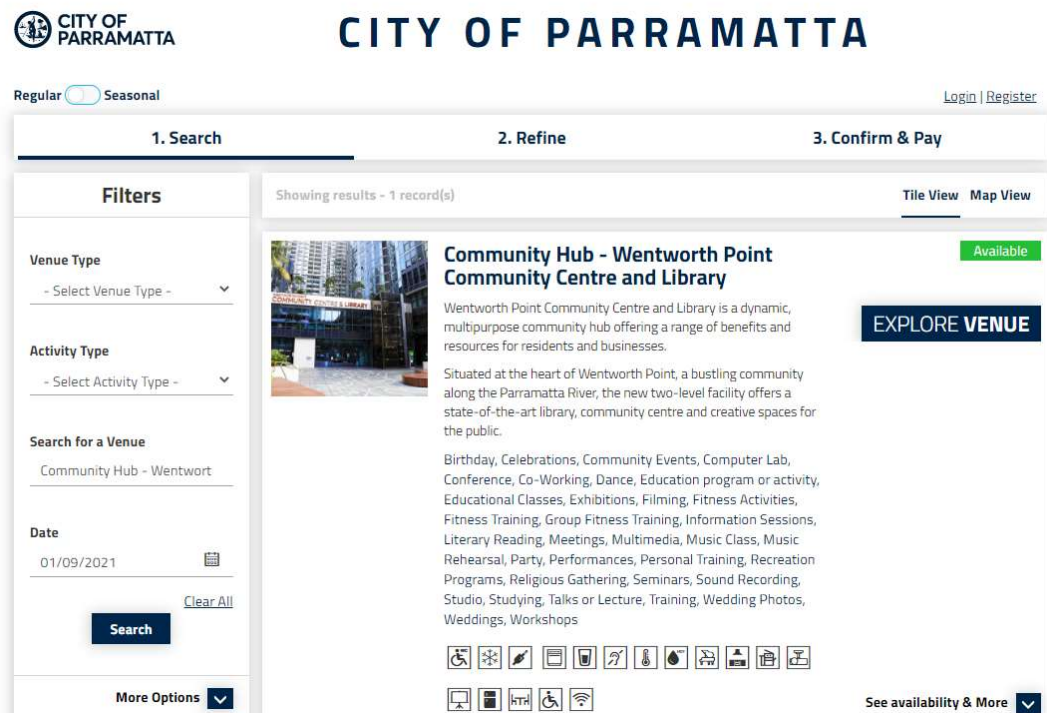 CITY OF
PARRAMATTA
CITY OF PARRAMATTA
Regular Seasonal
Login | Register
1. Search
2. Refine
3. Confirm & Pay
Filters
Showing results - 1 record(s)
Tile View Map View
Venue Type
- Select Venue Type -
Activity Type
- Select Activity Type -
Search for a Venue
Community Hub - Wentwort
Date
01/09/2021
Clear All
Search
More Options
COMMUNITY CENTRE & LIBRARY
Community Hub - Wentworth Point
Community Centre and Library
Available
EXPLORE VENUE
Wentworth Point Community Centre and Library is a dynamic,
multipurpose community hub offering a range of benefits and
resources for residents and businesses.
Situated at the heart of Wentworth Point, a bustling community
along the Parramatta River, the new two-level facility offers a
state-of-the-art library, community centre and creative spaces for
the public.
Birthday, Celebrations, Community Events, Computer Lab,
Conference, Co-Working, Dance, Education program or activity,
Educational Classes, Exhibitions, Filming, Fitness Activities,
Fitness Training, Group Fitness Training, Information Sessions,
Literary Reading, Meetings, Multimedia, Music Class, Music
Rehearsal, Party, Performances, Personal Training, Recreation
Programs, Religious Gathering, Seminars, Sound Recording,
Studio, Studying, Talks or Lecture, Training, Wedding Photos,
Weddings, Workshops
See availability & More